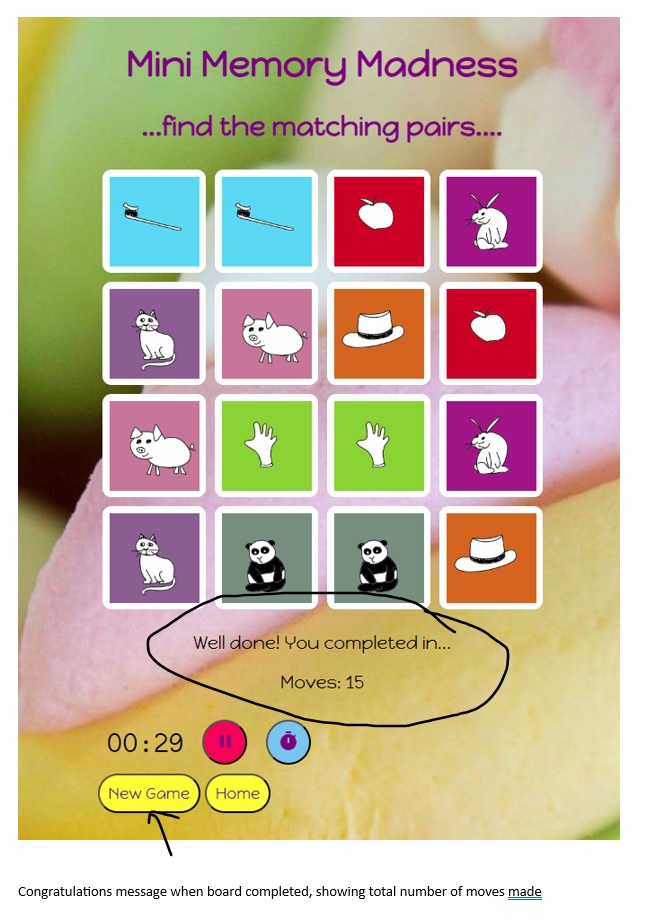 Mini Memory Madness
...find the matching pairs....
Well done! You completed in...
Moves: 15
00:29
New Game Home
Congratulations message when board completed, showing total number of moves made